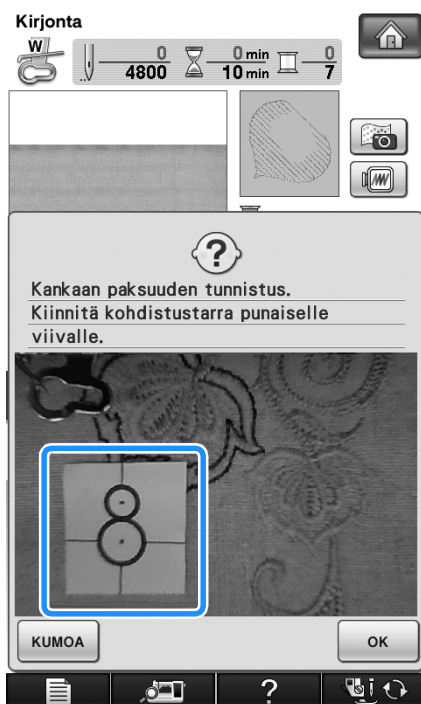 Kirjonta
W
0 0 min 0
4800 10 min 7
Kankaan paksuuden tunnistus.
Kiinnitä kohdistustarra punaiselle
viivalle.
KUMOA OK
?